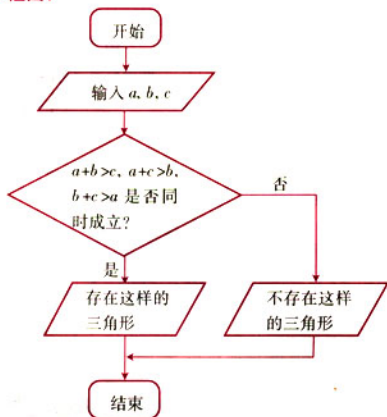 开始
输入 a, b, c
a+b>c, a+c>b,
b+c>a 是否同
时成立?
否
是
存在这样的
三角形
不存在这样
的三角形
结束